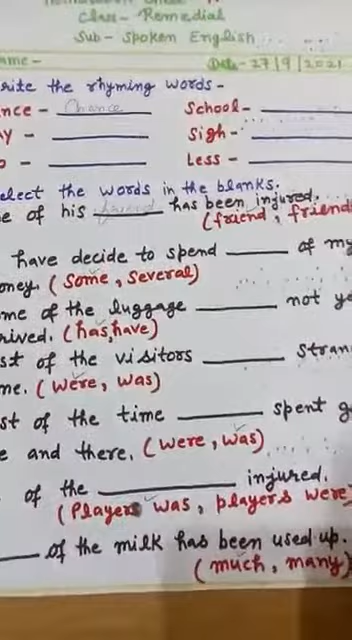 Class - Remedial
Sub - Spoken English
ame - Date - 27/9/2021
rite the rhyming words -
nce - Chance School -
y - Sigh -
Less -
elect the words in the blanks.
e of his friend has been injured.
(friend, friend
have decide to spend of my
oney. (Some, several)
me of the luggage not ye
rived. (has, have)
st of the visitors stran
me. (were, was)
st of the time spent g
e and there. (were, was)
of the injured.
(Players was, players were
of the milk has been used up.
(much, many)